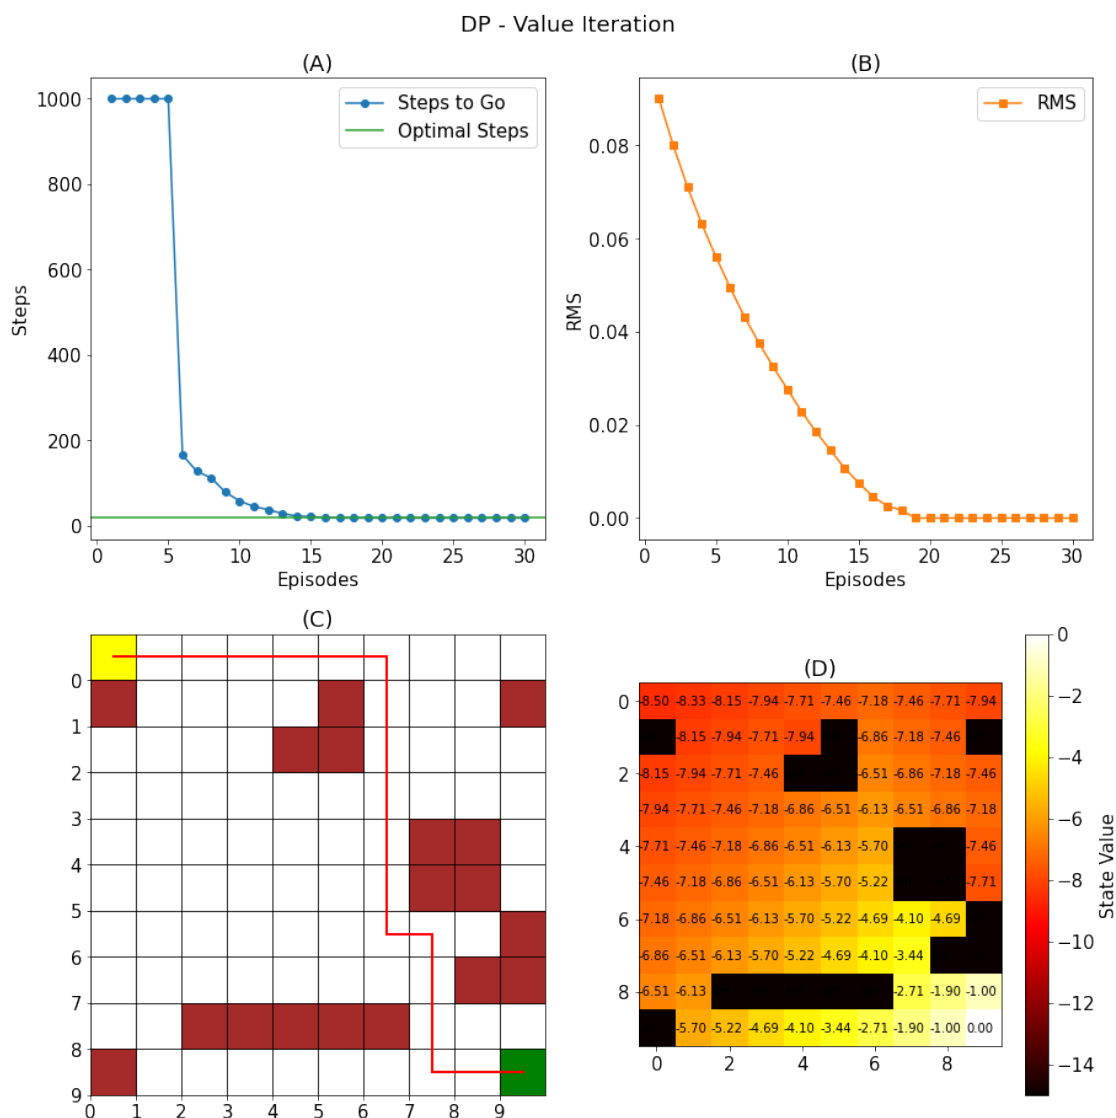 DP - Value Iteration
(A)
Steps to Go
Optimal Steps
1000
800
600
400
200
0
Steps
0 5 10 15 20 25 30
Episodes
(B)
RMS
0.08
0.06
0.04
0.02
0.00
RMS
0 5 10 15 20 25 30
Episodes
(C)
0
1
2
3
4
5
6
7
8
9
0 1 2 3 4 5 6 7 8 9
(D)
0 -8.50 -8.33 -8.15 -7.94 -7.71 -7.46 -7.18 -7.46 -7.71 -7.94
-8.15 -7.94 -7.71 -7.94 -6.86 -7.18 -7.46
2 -8.15 -7.94 -7.71 -7.46 -6.51 -6.86 -7.18 -7.46
-7.94 -7.71 -7.46 -7.18 -6.86 -6.51 -6.13 -6.51 -6.86 -7.18
4 -7.71 -7.46 -7.18 -6.86 -6.51 -6.13 -5.70 -7.46
-7.46 -7.18 -6.86 -6.51 -6.13 -5.70 -5.22 -7.71
6 -7.18 -6.86 -6.51 -6.13 -5.70 -5.22 -4.69 -4.10 -4.69
-6.86 -6.51 -6.13 -5.70 -5.22 -4.69 -4.10 -3.44
8 -6.51 -6.13 -2.71 -1.90 -1.00
-5.70 -5.22 -4.69 -4.10 -3.44 -2.71 -1.90 -1.00 0.00
0 2 4 6 8
0
−2
−4
−6
−8
−10
−12
−14
State Value